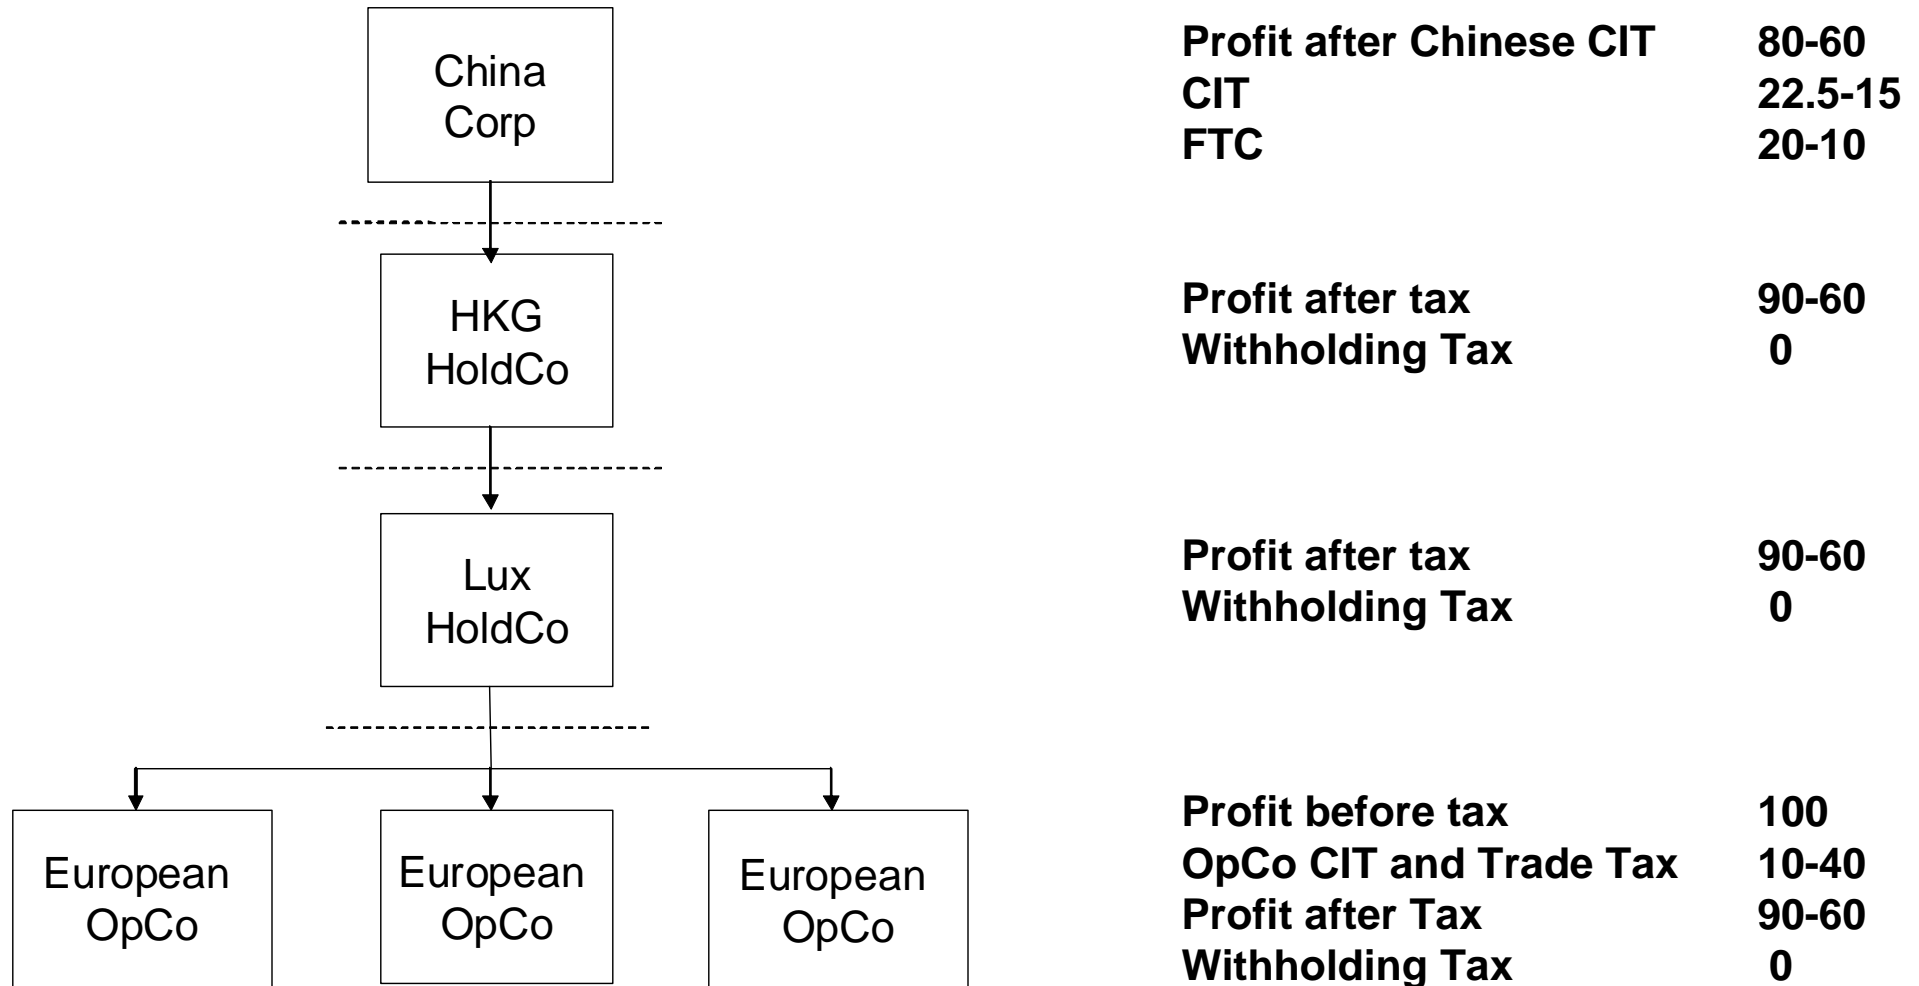 China
Corp
Profit after Chinese CIT 80-60
CIT 22.5-15
FTC 20-10
HKG
HoldCo
Profit after tax 90-60
Withholding Tax 0
Lux
HoldCo
Profit after tax 90-60
Withholding Tax 0
European
OpCo
European
OpCo
European
OpCo
Profit before tax 100
OpCo CIT and Trade Tax 10-40
Profit after Tax 90-60
Withholding Tax 0